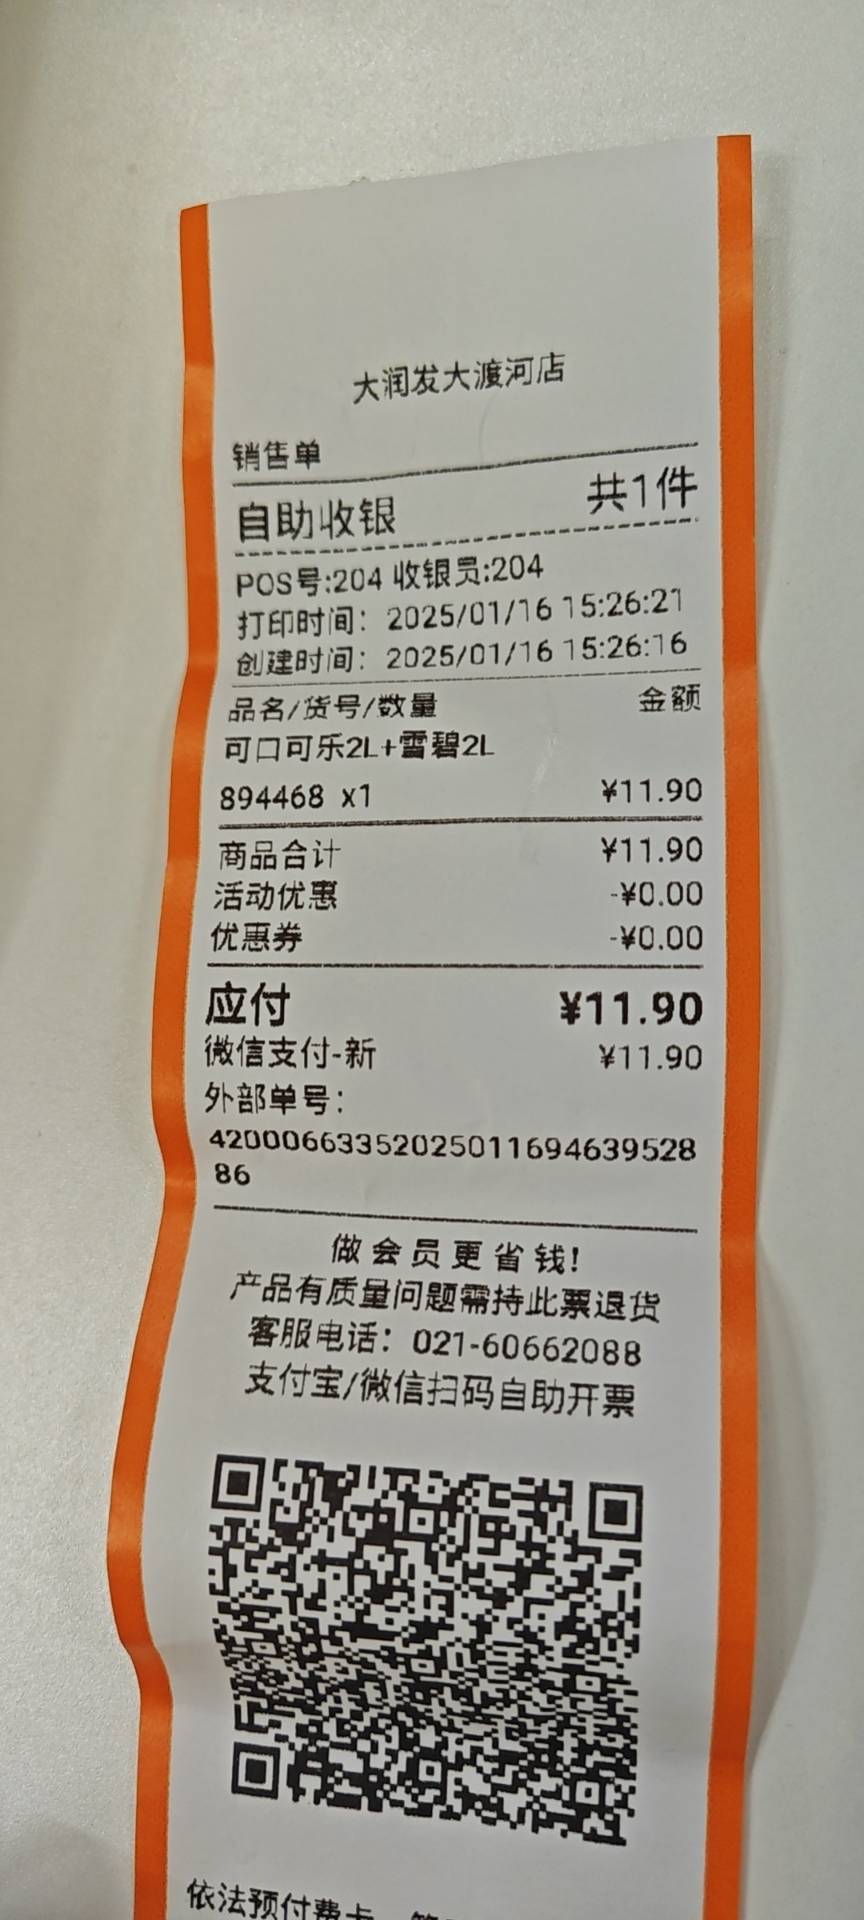 大润发大渡河店
销售单
自助收银 共1件
POS号:204 收银员:204
打印时间：2025/01/16 15:26:21
创建时间：2025/01/16 15:26:16
品名/货号/数量 金额
可口可乐2L+雪碧2L
894468 x1 ¥11.90
商品合计 ¥11.90
活动优惠 -¥0.00
优惠券 -¥0.00
应付 ¥11.90
微信支付-新 ¥11.90
外部单号：
42000663352025011694639528
86
做会员更省钱!
产品有质量问题需持此票退货
客服电话：021-60662088
支付宝/微信扫码自助开票
依法预付费卡